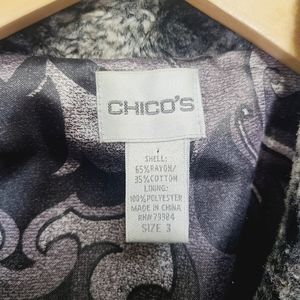 CHICO'S
SHELL:
65%RAYON/
35%COTTON
LINING:
100%POLYESTER
MADE IN CHINA
RN#79984
SIZE 3